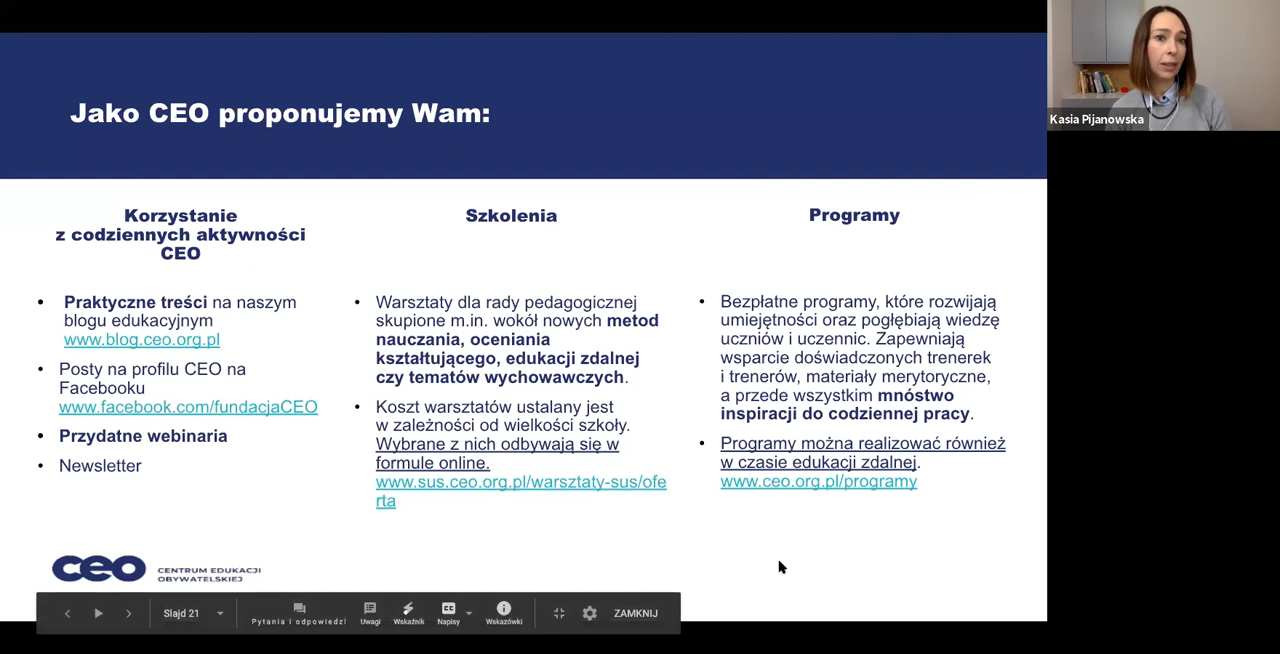 Jako CEO proponujemy Wam:
Kasia Pijanowska
Korzystanie
z codziennych aktywności
CEO
• Praktyczne treści na naszym
blogu edukacyjnym
www.blog.ceo.org.pl
• Posty na profilu CEO na
Facebooku
www.facebook.com/fundacjaCEO
• Przydatne webinaria
• Newsletter
Szkolenia
• Warsztaty dla rady pedagogicznej
skupione m.in. wokół nowych metod
nauczania, oceniania
kształtującego, edukacji zdalnej
czy tematów wychowawczych.
• Koszt warsztatów ustalany jest
w zależności od wielkości szkoły.
Wybrane z nich odbywają się w
formule online.
www.sus.ceo.org.pl/warsztaty-sus/ofe
rta
Programy
• Bezpłatne programy, które rozwijają
umiejętności oraz pogłębiają wiedzę
uczniów i uczennic. Zapewniają
wsparcie doświadczonych trenerek
i trenerów, materiały merytoryczne,
a przede wszystkim mnóstwo
inspiracji do codziennej pracy.
• Programy można realizować również
w czasie edukacji zdalnej.
www.ceo.org.pl/programy
ceo CENTRUM EDUKACJI
OBYWATELSKIEJ
Slajd 21
Pytania i odpowiedzi
Uwagi
Wskaźnik
Napisy
Wskazówki
ZAMKNIJ